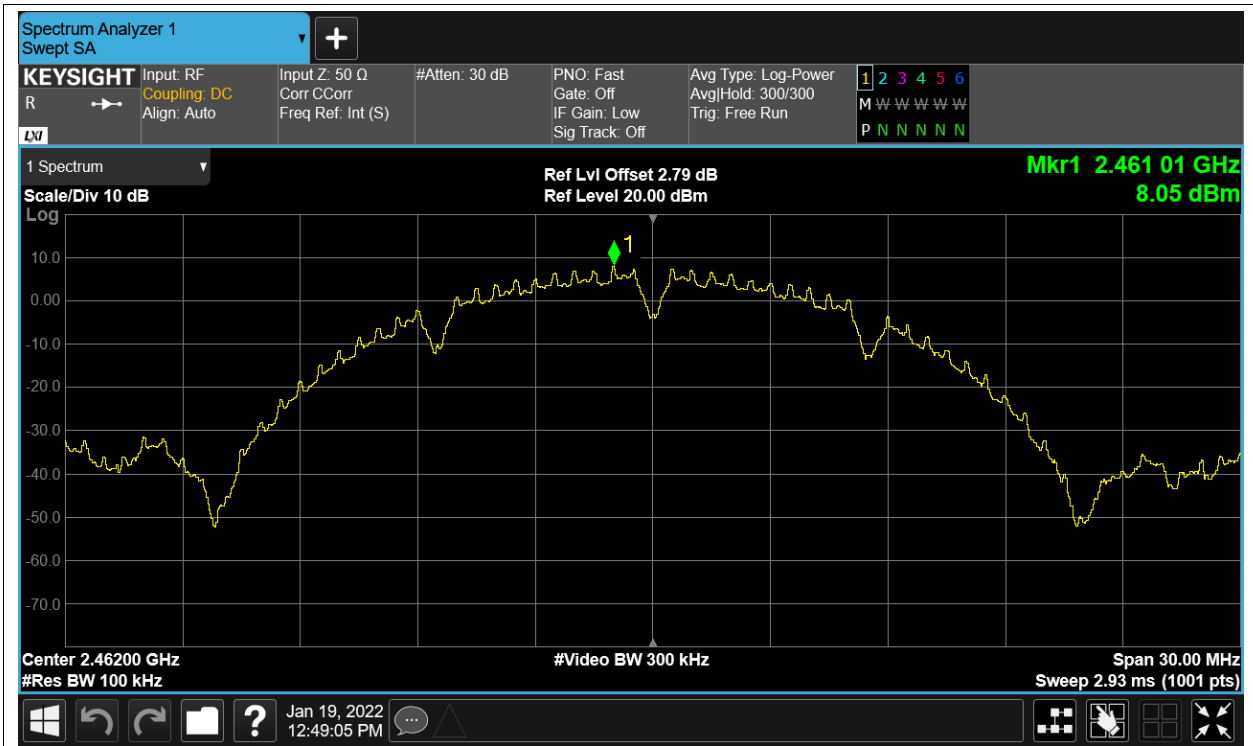 Spectrum Analyzer 1
Swept SA
KEYSIGHT
R
LXI
Input: RF
Coupling: DC
Align: Auto
Input Z: 50 Ω
Corr CCorr
Freq Ref: Int (S)
#Atten: 30 dB
PNO: Fast
Gate: Off
IF Gain: Low
Sig Track: Off
Avg Type: Log-Power
Avg|Hold: 300/300
Trig: Free Run
1 2 3 4 5 6
M W W W W W
P N N N N N
1 Spectrum
Scale/Div 10 dB
Ref Lvl Offset 2.79 dB
Ref Level 20.00 dBm
Mkr1 2.461 01 GHz
8.05 dBm
Log
1
10.0
0.00
-10.0
-20.0
-30.0
-40.0
-50.0
-60.0
-70.0
Center 2.46200 GHz
#Video BW 300 kHz
Span 30.00 MHz
#Res BW 100 kHz
Sweep 2.93 ms (1001 pts)
?
Jan 19, 2022
12:49:05 PM